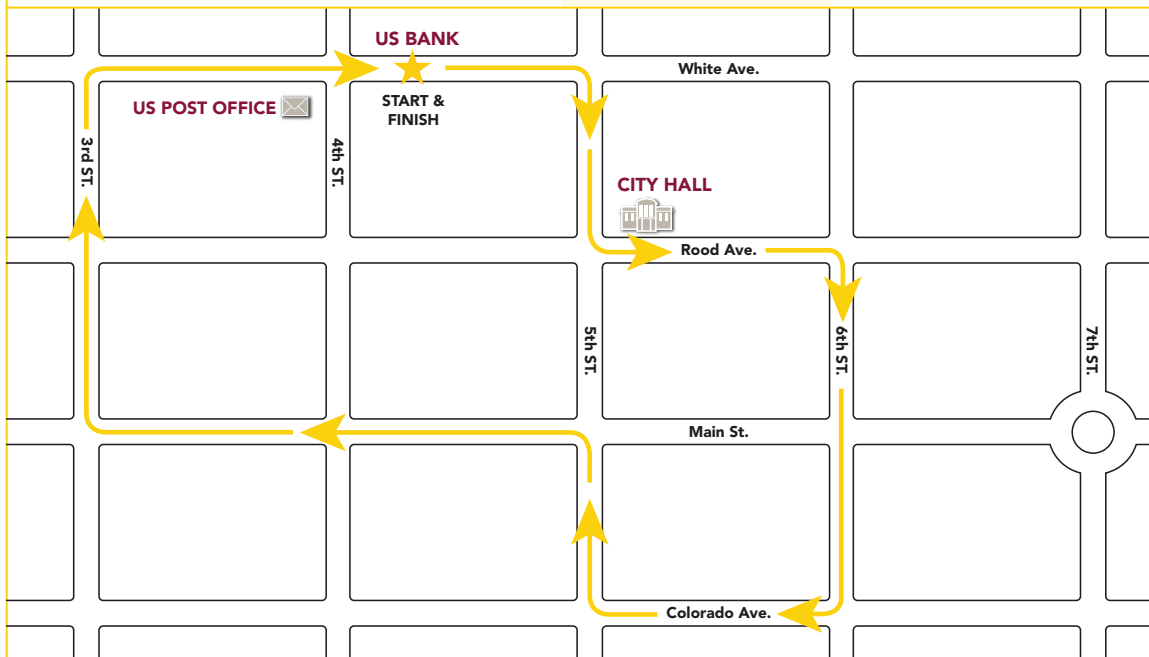 US BANK
White Ave.
US POST OFFICE
START &
FINISH
3rd ST.
4th ST.
CITY HALL
Rood Ave.
5th ST.
6th ST.
7th ST.
Main St.
Colorado Ave.